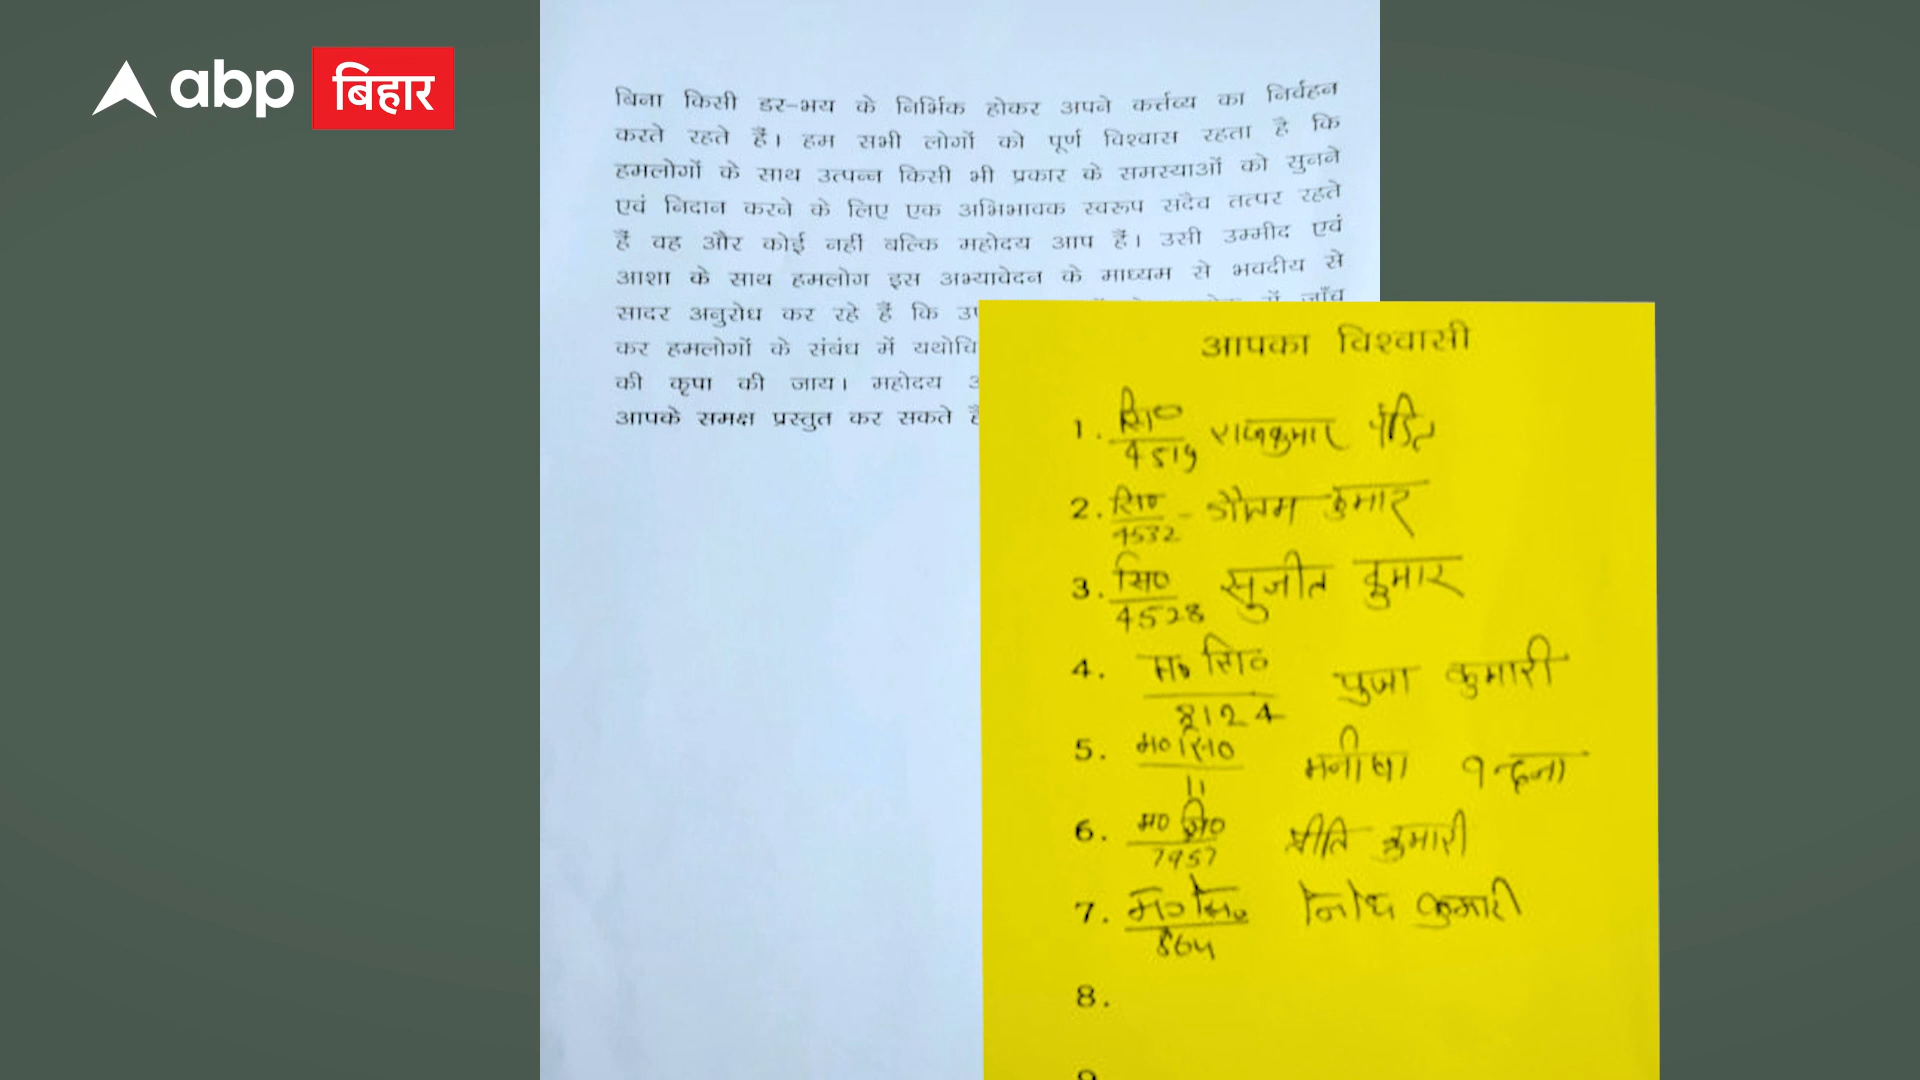 abp बिहार
बिना किसी डर-भय के निर्भिक होकर अपने कर्त्तव्य का निर्वहन
करते रहते हैं। हम सभी लोगों को पूर्ण विश्वास रहता है कि
हमलोगों के साथ उत्पन्न किसी भी प्रकार के समस्याओं को सुनने
एवं निदान करने के लिए एक अभिभावक स्वरूप सदैव तत्पर रहते
हैं वह और कोई नहीं बल्कि महोदय आप हैं। उसी उम्मीद एवं
आशा के साथ हमलोग इस अभ्यावेदन के माध्यम से भवदीय से
सादर अनुरोध कर रहे हैं कि में जाँच
कर हमलोगों के संबंध में यथोचि
की कृपा की जाय। महोदय
आपके समक्ष प्रस्तुत कर सकते
आपका विश्वासी
1. सि०
4519 राजकुमार पंडित
2. सि० - गौतम कुमार
4532
3. सि० सुजीत कुमार
4528
4. म० सि० पुजा कुमारी
8124
5. म० सि० मनीषा
11
6. म० सि० प्रीति कुमारी
7957
7. म० सि० कुमारी
8.